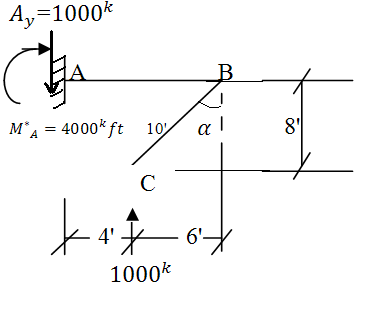 A_y=1000^k
A
B
M*_A = 4000^k ft
10'
α
8'
C
4'
6'
1000^k